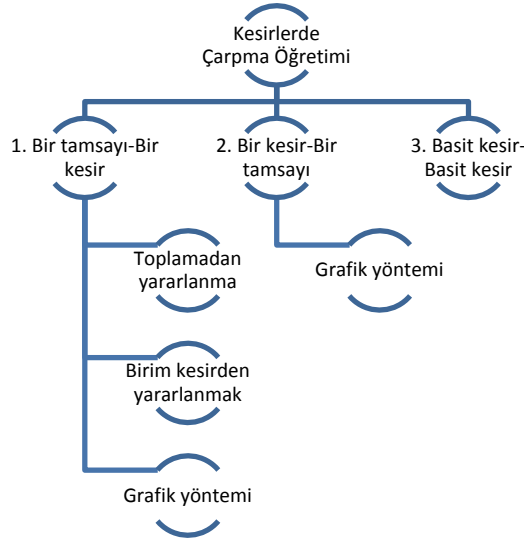 Kesirlerde
Çarpma Öğretimi
1. Bir tamsayı-Bir
kesir
2. Bir kesir-Bir
tamsayı
3. Basit kesir-
Basit kesir
Toplamadan
yararlanma
Grafik yöntemi
Birim kesirden
yararlanmak
Grafik yöntemi